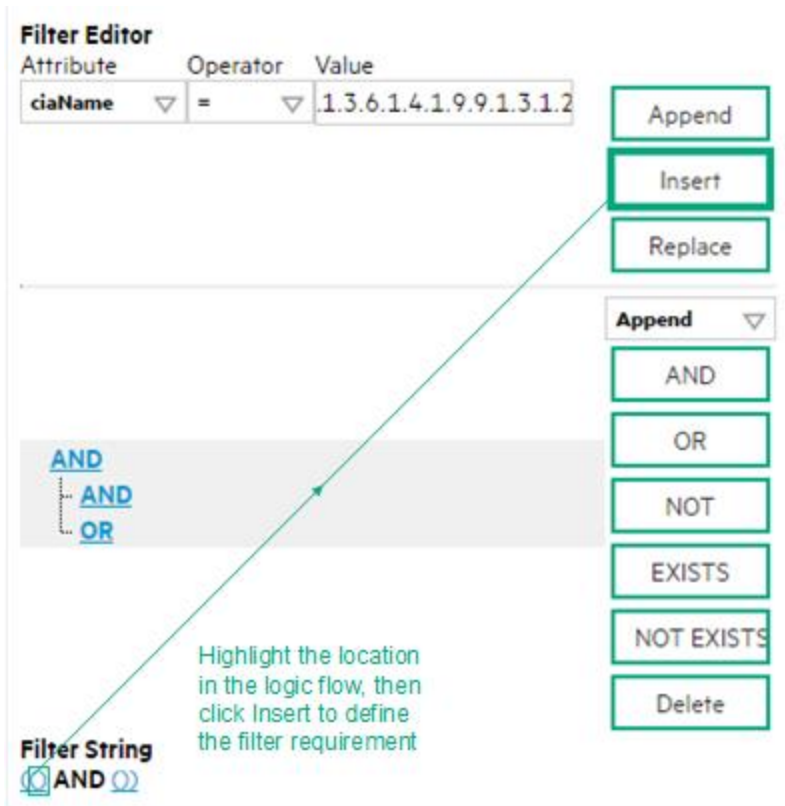 Filter Editor
Attribute Operator Value
ciaName = .1.3.6.1.4.1.9.9.1.3.1.2
Append
Insert
Replace
Append
AND
OR
NOT
EXISTS
NOT EXISTS
Delete
AND
AND
OR
Highlight the location
in the logic flow, then
click Insert to define
the filter requirement
Filter String
(() AND ())